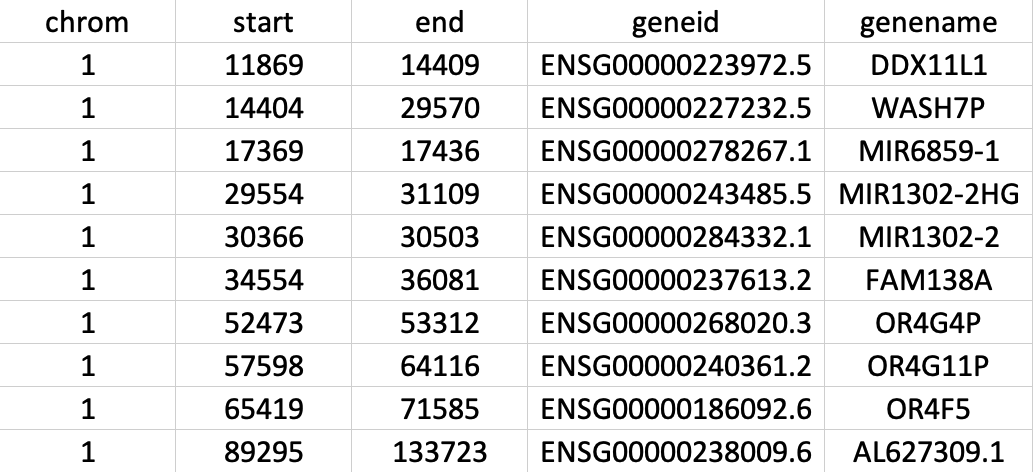 chrom start end geneid genename
1 11869 14409 ENSG00000223972.5 DDX11L1
1 14404 29570 ENSG00000227232.5 WASH7P
1 17369 17436 ENSG00000278267.1 MIR6859-1
1 29554 31109 ENSG00000243485.5 MIR1302-2HG
1 30366 30503 ENSG00000284332.1 MIR1302-2
1 34554 36081 ENSG00000237613.2 FAM138A
1 52473 53312 ENSG00000268020.3 OR4G4P
1 57598 64116 ENSG00000240361.2 OR4G11P
1 65419 71585 ENSG00000186092.6 OR4F5
1 89295 133723 ENSG00000238009.6 AL627309.1